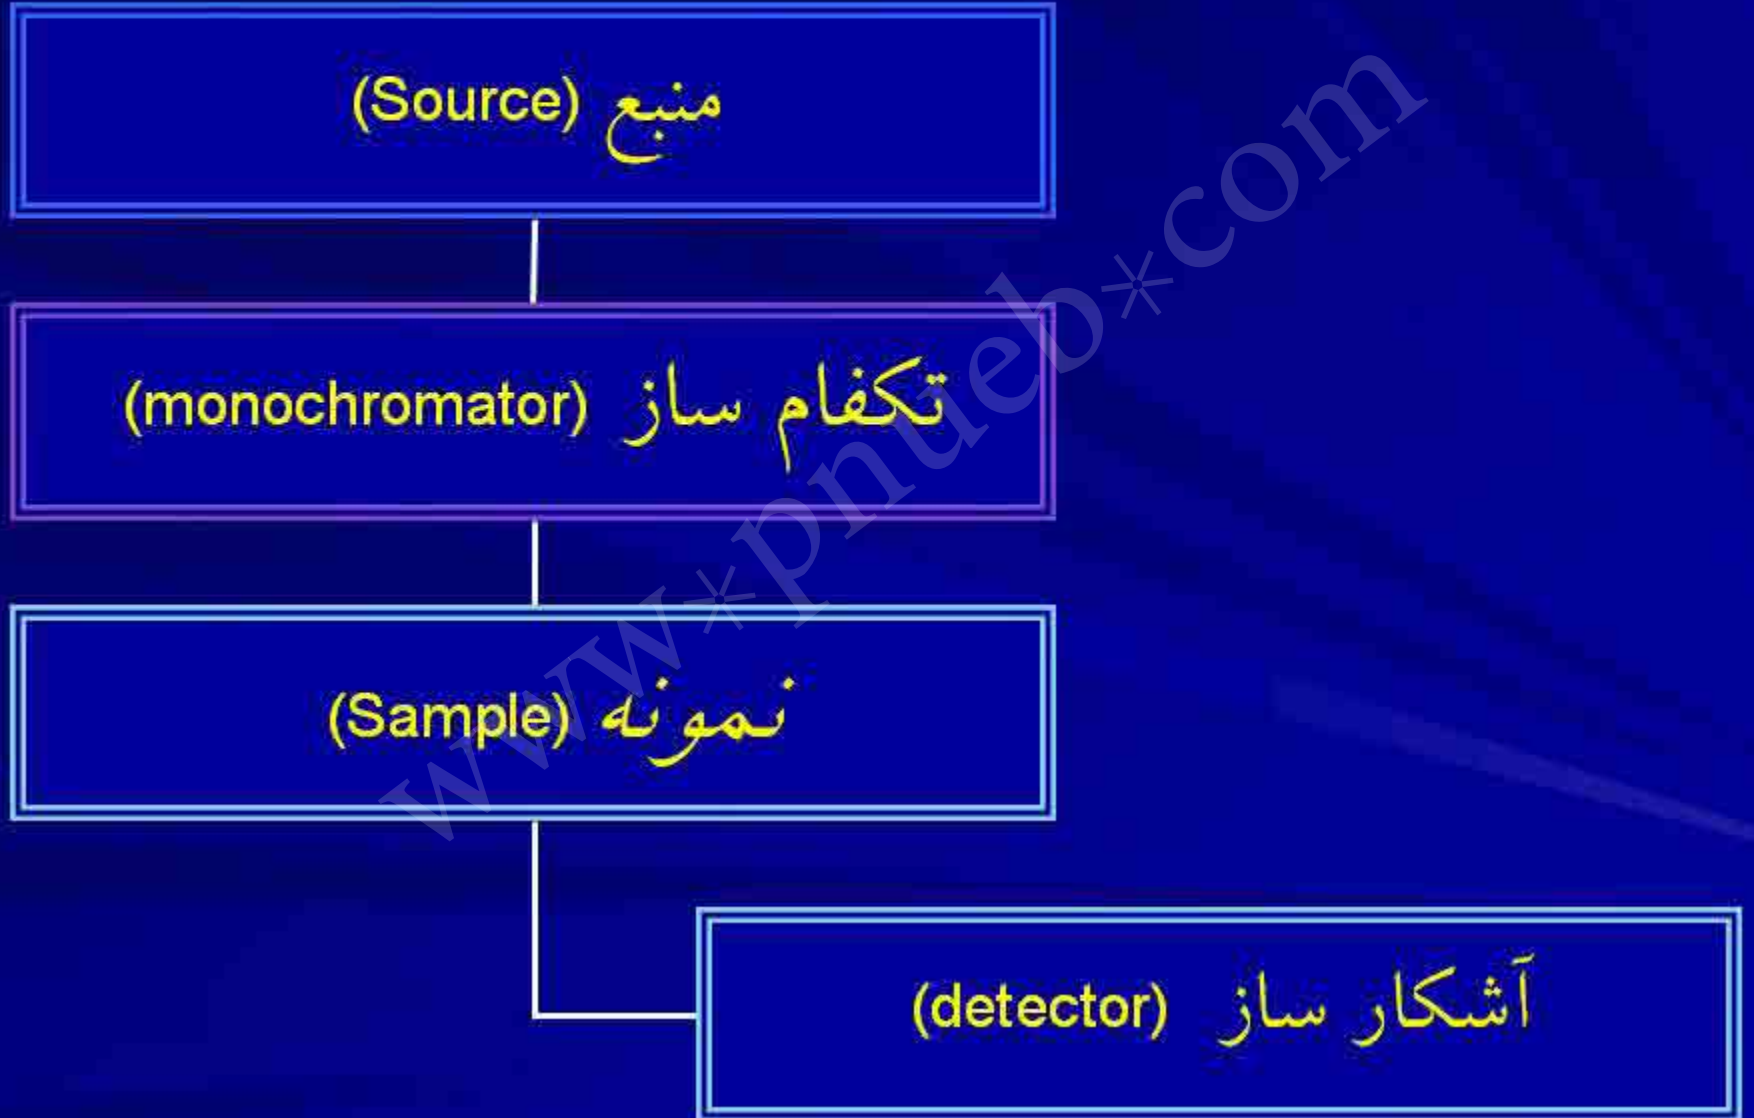 منبع (Source)
تکفام ساز (monochromator)
نمونه (Sample)
آشکار ساز (detector)
www*pnueb*com